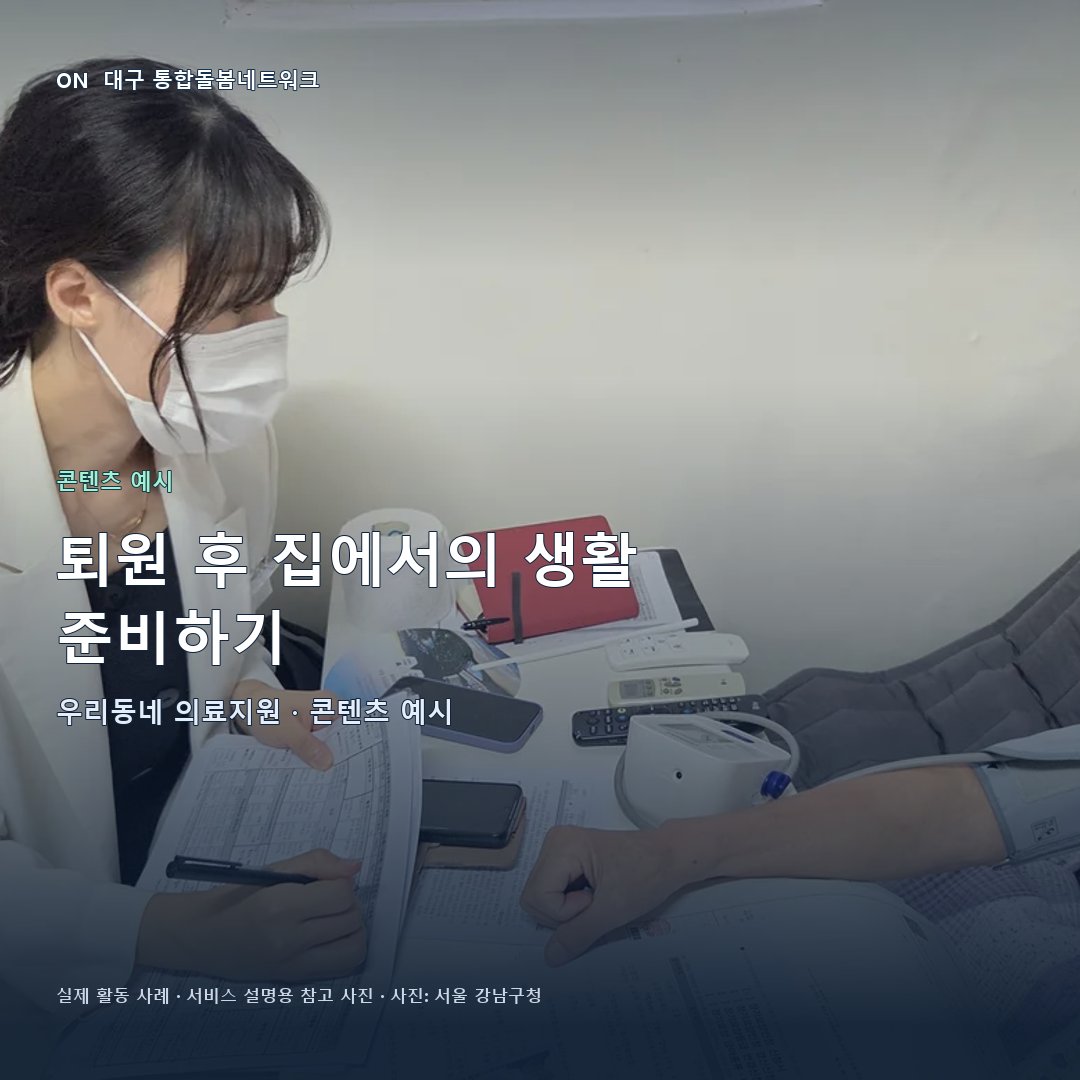 ON 대구 통합돌봄네트워크
콘텐츠 예시
퇴원 후 집에서의 생활
준비하기
우리동네 의료지원 · 콘텐츠 예시
실제 활동 사례 · 서비스 설명용 참고 사진 · 사진: 서울 강남구청